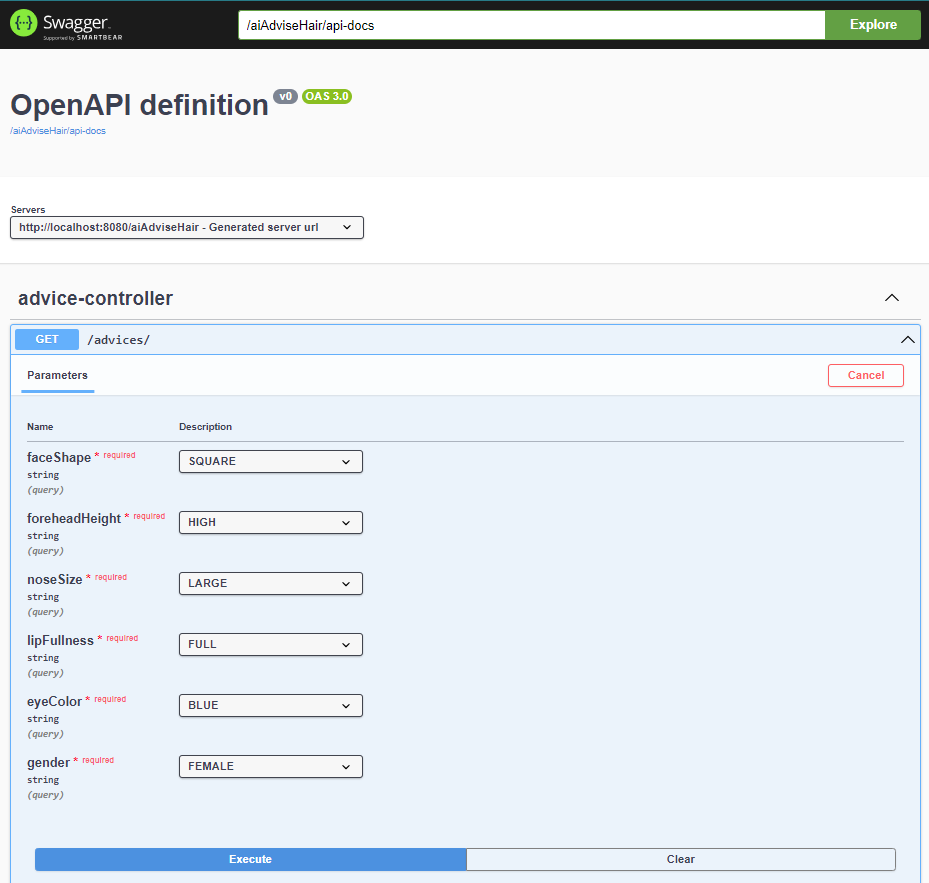 Swagger.
Supported by SMARTBEAR
/aiAdviseHair/api-docs
Explore
OpenAPI definition v0 OAS 3.0
/aiAdviseHair/api-docs
Servers
http://localhost:8080/aiAdviseHair - Generated server url
advice-controller
GET /advices/
Parameters
Cancel
Name Description
faceShape * required
SQUARE
string
(query)
foreheadHeight * required
HIGH
string
(query)
noseSize * required
LARGE
string
(query)
lipFullness * required
FULL
string
(query)
eyeColor * required
BLUE
string
(query)
gender * required
FEMALE
string
(query)
Execute
Clear